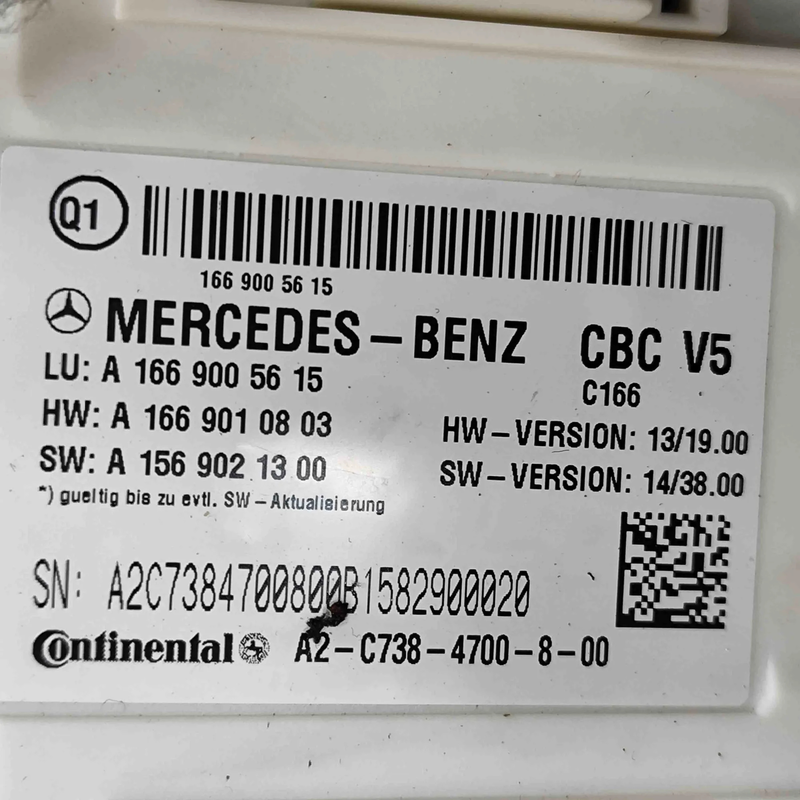 Q1
166 900 56 15
MERCEDES-BENZ CBC V5
LU: A 166 900 56 15
C166
HW: A 166 901 08 03
HW-VERSION: 13/19.00
SW: A 156 902 13 00
SW-VERSION: 14/38.00
*) gueltig bis zu evtl. SW-Aktualisierung
SN: A2C7384700800B1582900020
Continental A2-C738-4700-8-00